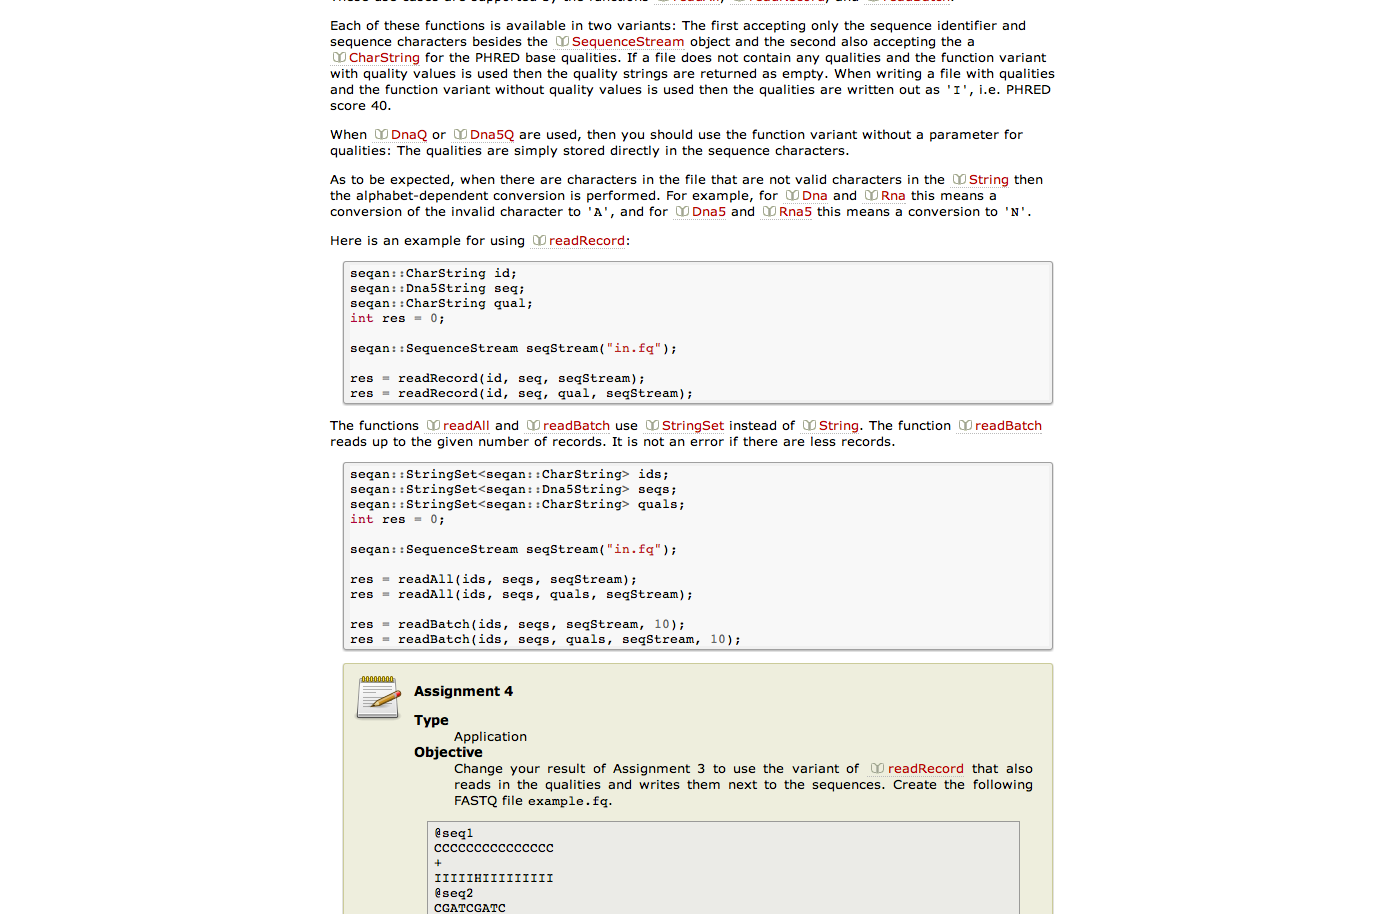 Each of these functions is available in two variants: The first accepting only the sequence identifier and
sequence characters besides the SequenceStream object and the second also accepting the a
CharString for the PHRED base qualities. If a file does not contain any qualities and the function variant
with quality values is used then the quality strings are returned as empty. When writing a file with qualities
and the function variant without quality values is used then the qualities are written out as 'I', i.e. PHRED
score 40.
When DnaQ or Dna5Q are used, then you should use the function variant without a parameter for
qualities: The qualities are simply stored directly in the sequence characters.
As to be expected, when there are characters in the file that are not valid characters in the String then
the alphabet-dependent conversion is performed. For example, for Dna and Rna this means a
conversion of the invalid character to 'A', and for Dna5 and Rna5 this means a conversion to 'N'.
Here is an example for using readRecord:
seqan::CharString id;
seqan::Dna5String seq;
seqan::CharString qual;
int res = 0;
seqan::SequenceStream seqStream("in.fq");
res = readRecord(id, seq, seqStream);
res = readRecord(id, seq, qual, seqStream);
The functions readAll and readBatch use StringSet instead of String. The function readBatch
reads up to the given number of records. It is not an error if there are less records.
seqan::StringSet<seqan::CharString> ids;
seqan::StringSet<seqan::Dna5String> seqs;
seqan::StringSet<seqan::CharString> quals;
int res = 0;
seqan::SequenceStream seqStream("in.fq");
res = readAll(ids, seqs, seqStream);
res = readAll(ids, seqs, quals, seqStream);
res = readBatch(ids, seqs, seqStream, 10);
res = readBatch(ids, seqs, quals, seqStream, 10);
Assignment 4
Type
Application
Objective
Change your result of Assignment 3 to use the variant of readRecord that also
reads in the qualities and writes them next to the sequences. Create the following
FASTQ file example.fq.
@seq1
CCCCCCCCCCCCCCC
+
IIIIIHIIIIIIIII
@seq2
CGATCGATC